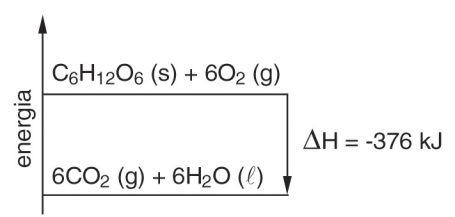 energia
C₆H₁₂O₆ (s) + 6O₂ (g)
ΔH = -376 kJ
6CO₂ (g) + 6H₂O (ℓ)